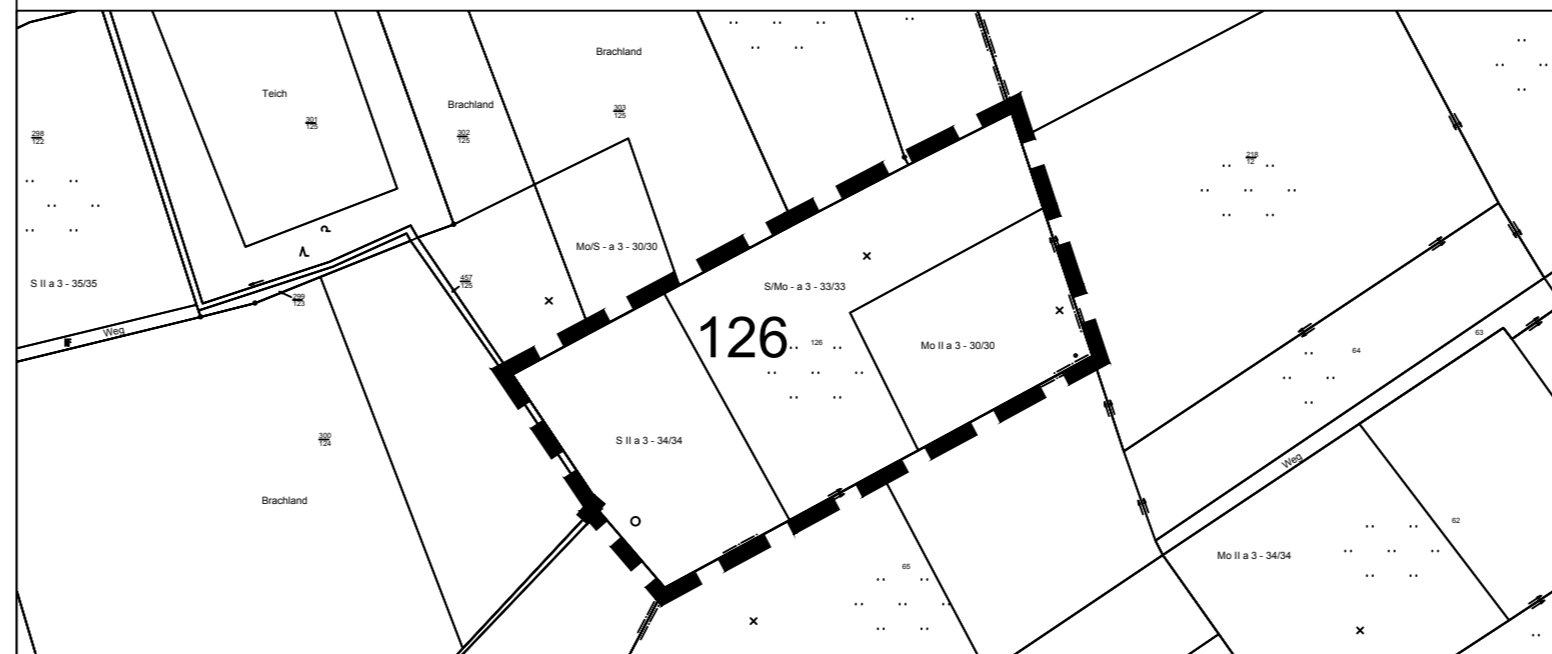 Brachland
Teich
Brachland
301
125
303
125
302
125
298
122
218
12
Mo/S - a 3 - 30/30
S II a 3 - 35/35
457
125
S/Mo - a 3 - 33/33
299
123
Weg
126
126
Mo II a 3 - 30/30
63
64
300
124
S II a 3 - 34/34
Weg
Brachland
62
Mo II a 3 - 34/34
65